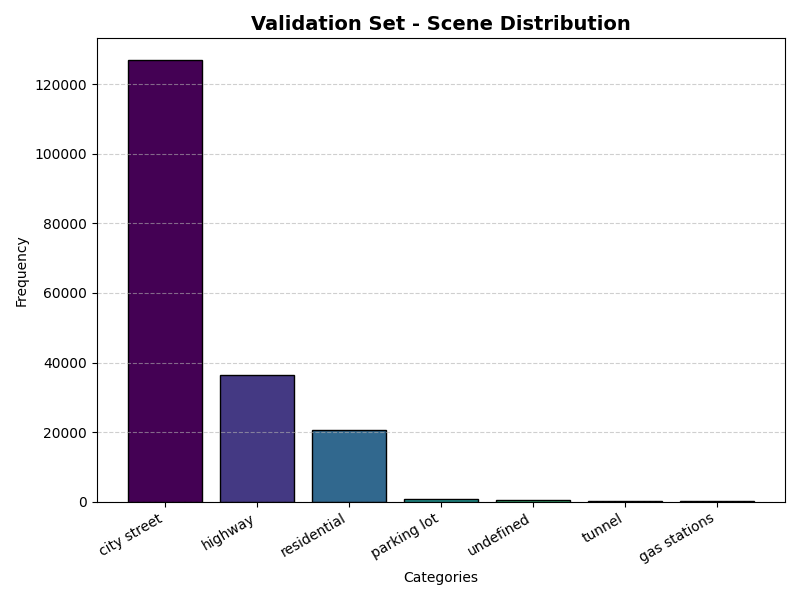 Validation Set - Scene Distribution
120000
100000
80000
60000
40000
20000
0
Frequency
city street
highway
residential
parking lot
undefined
tunnel
gas stations
Categories